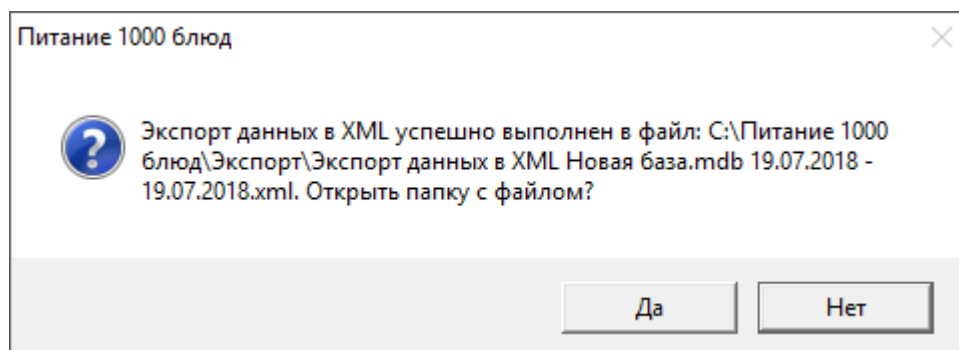 Питание 1000 блюд
Экспорт данных в XML успешно выполнен в файл: C:\Питание 1000
блюд\Экспорт\Экспорт данных в XML Новая база.mdb 19.07.2018 -
19.07.2018.xml. Открыть папку с файлом?
Да
Нет